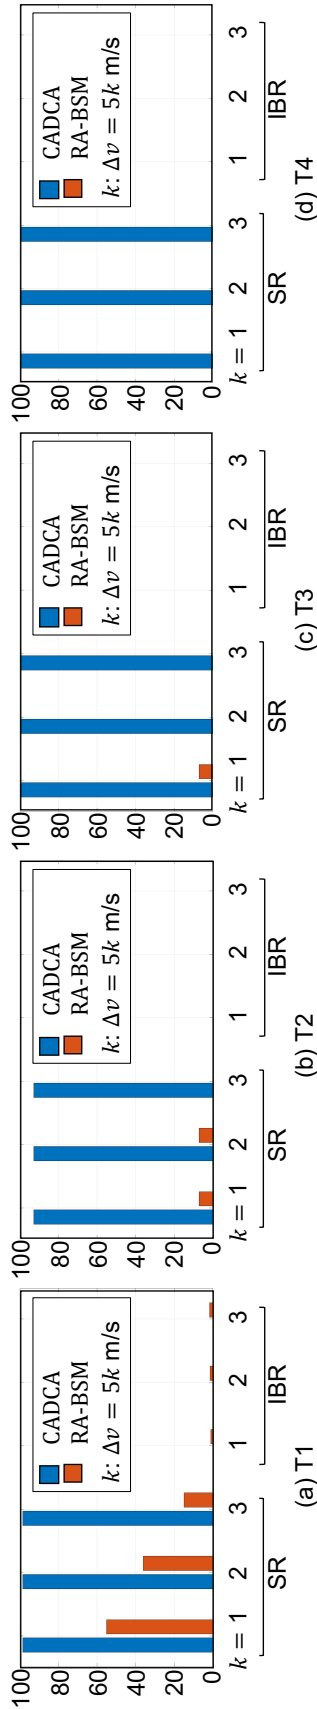 100
80
60
40
20
0
CADCA
RA-BSM
k: Δv = 5k m/s
k = 1 2 3 1 2 3
SR IBR
(a) T1
100
80
60
40
20
0
CADCA
RA-BSM
k: Δv = 5k m/s
k = 1 2 3 1 2 3
SR IBR
(b) T2
100
80
60
40
20
0
CADCA
RA-BSM
k: Δv = 5k m/s
k = 1 2 3 1 2 3
SR IBR
(c) T3
100
80
60
40
20
0
CADCA
RA-BSM
k: Δv = 5k m/s
k = 1 2 3 1 2 3
SR IBR
(d) T4